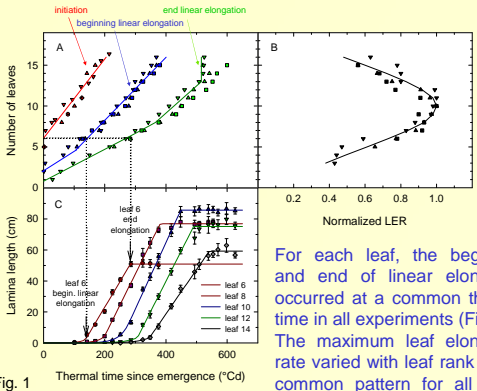 initiation
end linear elongation
beginning linear elongation
A
B
Number of leaves
20
15
10
5
0
0.2 0.4 0.6 0.8 1.0
Normalized LER
C
Lamina length (cm)
80
60
40
20
0
leaf 6
end
elongation
leaf 6
begin. linear
elongation
leaf 6
leaf 8
leaf 10
leaf 12
leaf 14
0 200 400 600
Thermal time since emergence (°Cd)
Fig. 1
For each leaf, the beg
and end of linear elon
occurred at a common th
time in all experiments (Fi
The maximum leaf elon
rate varied with leaf rank
common pattern for all